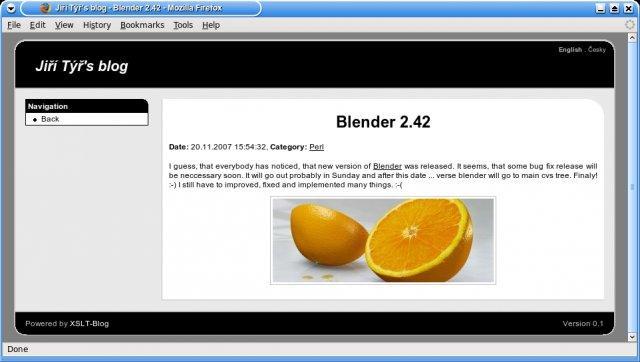 Jiří Týř's blog - Blender 2.42 - Mozilla Firefox
File Edit View History Bookmarks Tools Help
English . Česky
Jiří Týř's blog
Navigation
Back
Blender 2.42
Date: 20.11.2007 15:54:32, Category: Perl
I guess, that everybody has noticed, that new version of Blender was released. It seems, that some bug fix release will
be neccessary soon. It will go out probably in Sunday and after this date ... verse blender will go to main cvs tree. Finaly!
:-) I still have to improved, fixed and implemented many things. :-(
Powered by XSLT-Blog
Version 0.1
Done